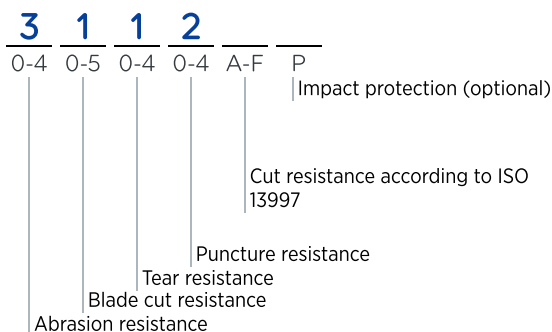 3 1 1 2
0-4 0-5 0-4 0-4 A-F P
Impact protection (optional)
Cut resistance according to ISO
13997
Puncture resistance
Tear resistance
Blade cut resistance
Abrasion resistance